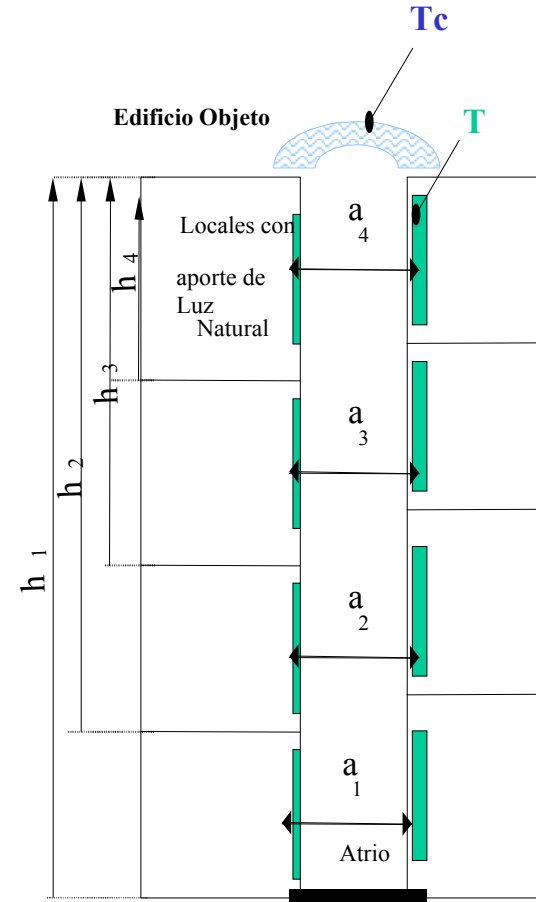 Tc
Edificio Objeto
T
Locales con
a 4
aporte de
Luz
Natural
h 4
h 3
a 3
h 2
h 1
a 2
a 1
Atrio